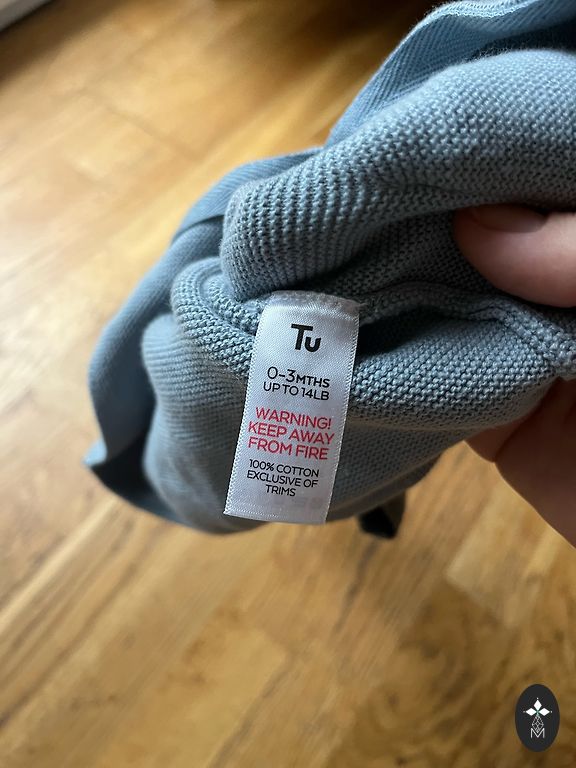 Tu
0-3MTHS
UP TO 14LB
WARNING!
KEEP AWAY
FROM FIRE
100% COTTON
EXCLUSIVE OF
TRIMS
M